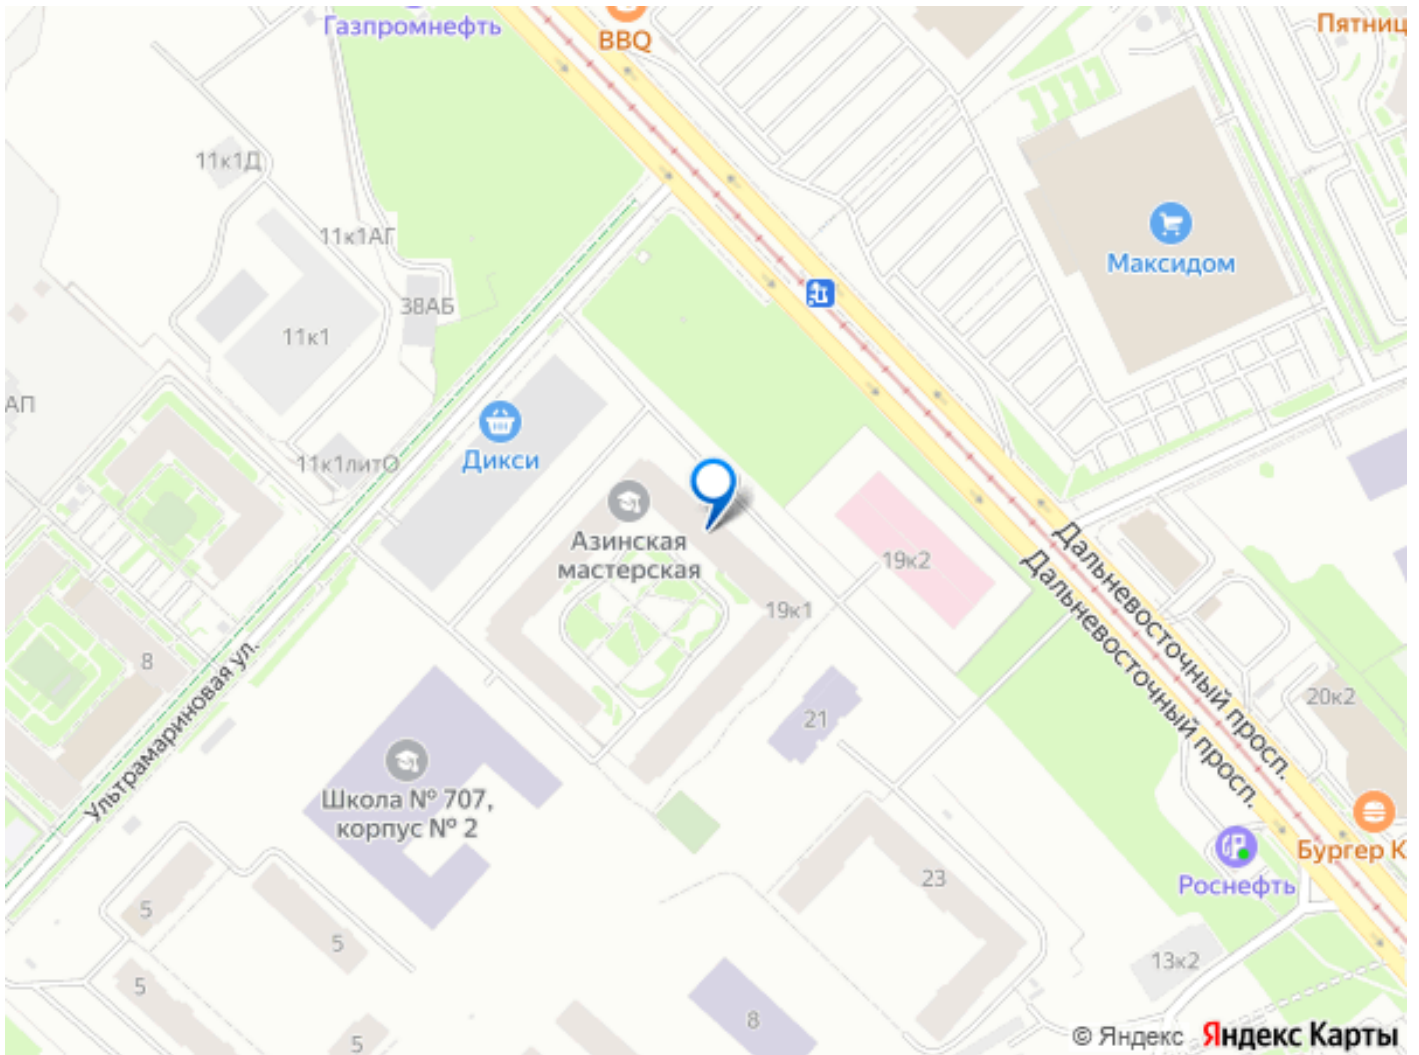 Газпромнефть
BBQ
Пятниц
11к1Д
11к1АГ
Максидом
38АБ
11к1
АП
Дикси
11к1литО
Азинская
мастерская
19к2
19к1
Дальневосточный просп.
Дальневосточный просп.
8
Ультрамариновая ул.
20к2
21
Школа № 707,
корпус № 2
Бургер К
23
Роснефть
5
5
13к2
5
8
5
© Яндекс Яндекс Карты